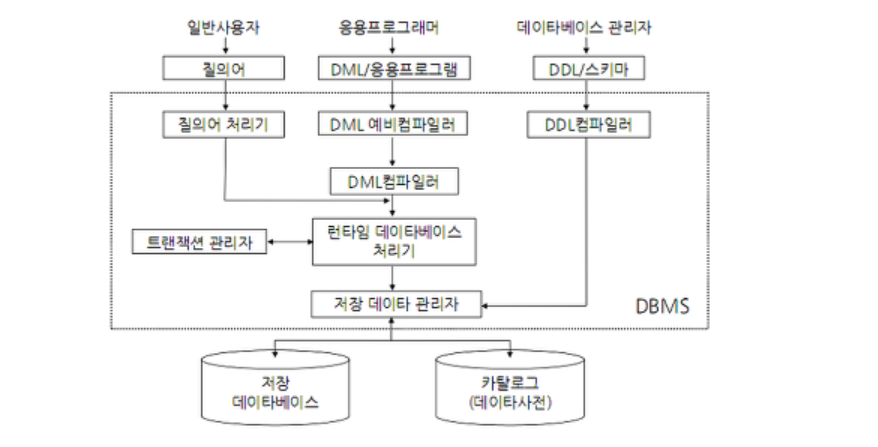 일반사용자
응용프로그래머
데이타베이스 관리자
질의어
DML/응용프로그램
DDL/스키마
질의어 처리기
DML 예비컴파일러
DDL컴파일러
DML컴파일러
트랜잭션 관리자
런타임 데이타베이스
처리기
저장 데이타 관리자
DBMS
저장
데이타베이스
카탈로그
(데이타사전)